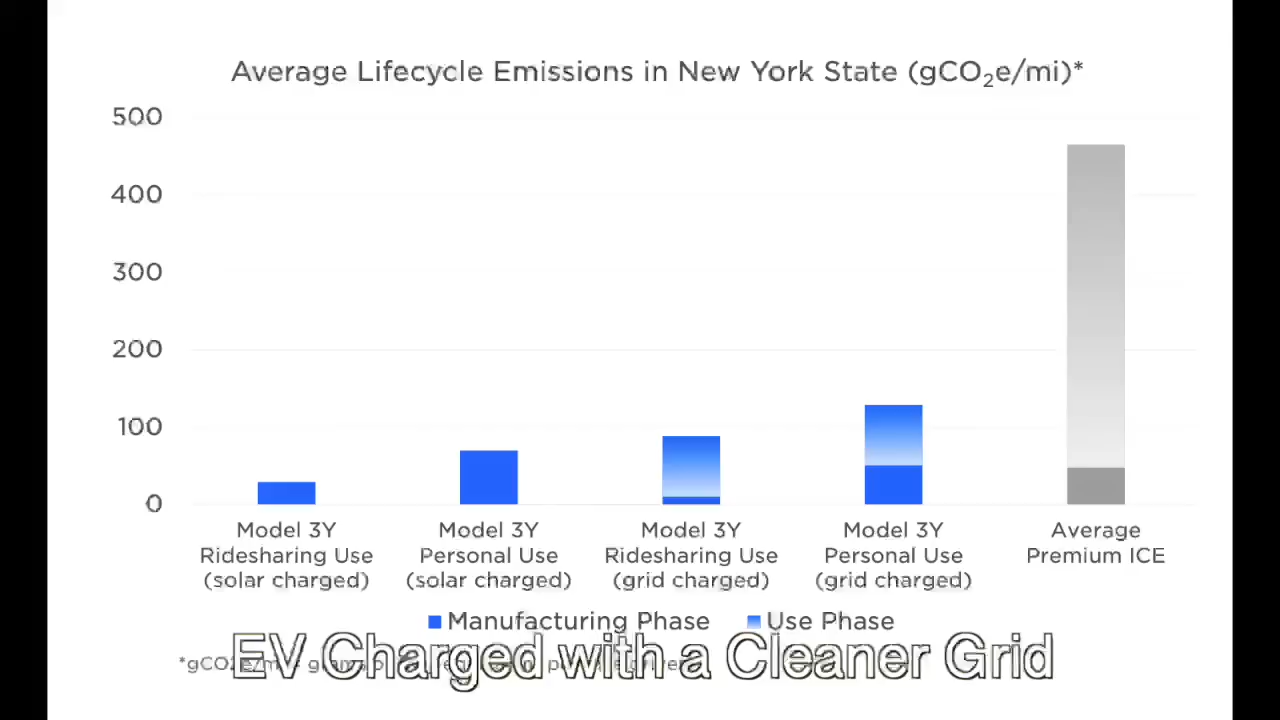 Average Lifecycle Emissions in New York State (gCO₂e/mi)*
500
400
300
200
100
0
Model 3Y
Ridesharing Use
(solar charged)
Model 3Y
Personal Use
(solar charged)
Model 3Y
Ridesharing Use
(grid charged)
Model 3Y
Personal Use
(grid charged)
Average
Premium ICE
Manufacturing Phase
Use Phase
EV Charged with a Cleaner Grid